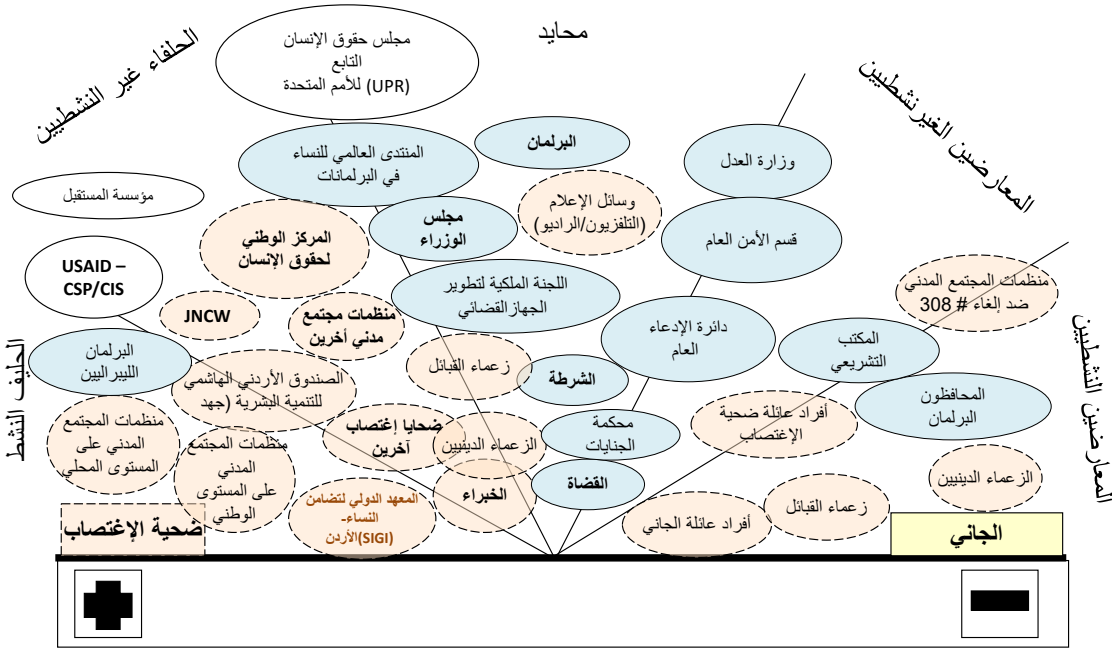 محايد
الحلفاء غير النشطيين
المعارضين الغير نشطيين
الحليف النشط
المعارضين النشطيين
مجلس حقوق الإنسان
التابع
للأمم المتحدة (UPR)
المنتدى العالمي للنساء
في البرلمانات
البرلمان
وزارة العدل
مؤسسة المستقبل
وسائل الإعلام
(التلفزيون/الراديو)
مجلس
الوزراء
قسم الأمن العام
المركز الوطني
لحقوق الإنسان
USAID –
CSP/CIS
اللجنة الملكية لتطوير
الجهازالقضائي
منظمات المجتمع المدني
ضد إلغاء # 308
JNCW
منظمات مجتمع
مدني أخرين
دائرة الإدعاء
العام
المكتب
التشريعي
البرلمان
الليبراليين
زعماء القبائل
الشرطة
الصندوق الأردني الهاشمي
للتنمية البشرية (جهد
المحافظون
البرلمان
أفراد عائلة ضحية
الإغتصاب
منظمات المجتمع
المدني على
المستوى المحلي
منظمات المجتمع
المدني
على المستوى
الوطني
ضحايا إغتصاب
آخرين
الزعماء الدينيين
محكمة
الجنايات
الزعماء الدينيين
القضاة
الخبراء
المعهد الدولي لتضامن
النساء-
الأردن(SIGI)
أفراد عائلة الجاني
زعماء القبائل
ضحية الإغتصاب
الجاني